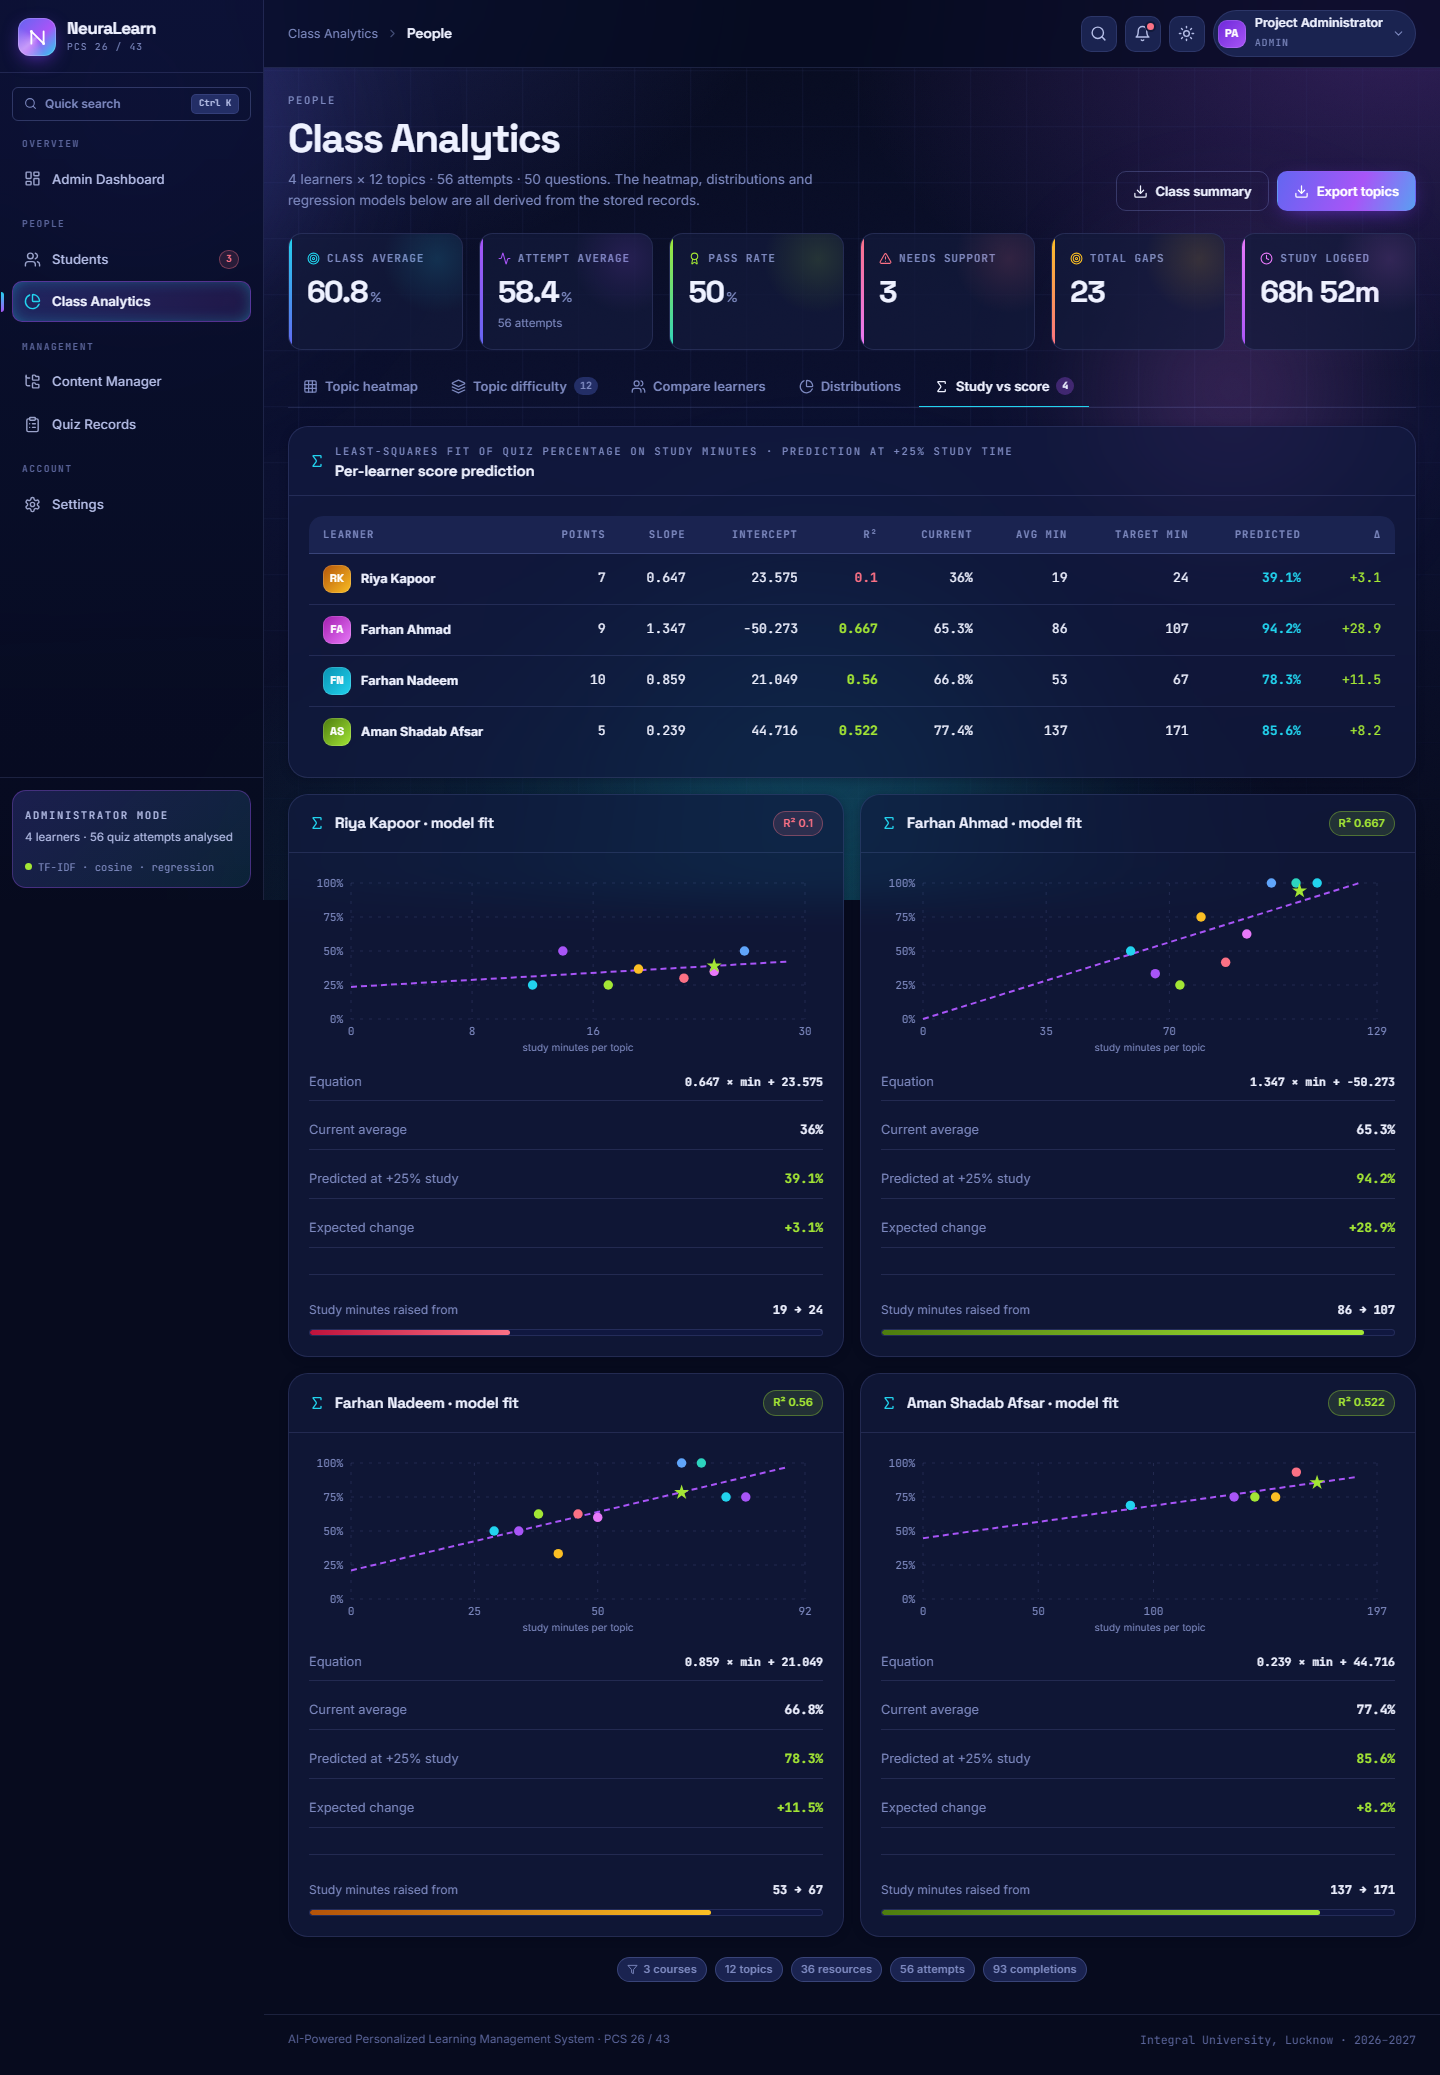 NeuraLearn
PCS 26 / 43
Quick search
Ctrl K
OVERVIEW
Admin Dashboard
PEOPLE
Students
3
Class Analytics
MANAGEMENT
Content Manager
Quiz Records
ACCOUNT
Settings
ADMINISTRATOR MODE
4 learners · 56 quiz attempts analysed
TF-IDF · cosine · regression
Class Analytics
People
PA
Project Administrator
ADMIN
PEOPLE
Class Analytics
4 learners × 12 topics · 56 attempts · 50 questions. The heatmap, distributions and
regression models below are all derived from the stored records.
Class summary
Export topics
CLASS AVERAGE
60.8%
ATTEMPT AVERAGE
58.4%
56 attempts
PASS RATE
50%
NEEDS SUPPORT
3
TOTAL GAPS
23
STUDY LOGGED
68h 52m
Topic heatmap
Topic difficulty
12
Compare learners
Distributions
Study vs score
4
LEAST-SQUARES FIT OF QUIZ PERCENTAGE ON STUDY MINUTES · PREDICTION AT +25% STUDY TIME
Per-learner score prediction
LEARNER POINTS SLOPE INTERCEPT R² CURRENT AVG MIN TARGET MIN PREDICTED Δ
RK Riya Kapoor 7 0.647 23.575 0.1 36% 19 24 39.1% +3.1
FA Farhan Ahmad 9 1.347 -50.273 0.667 65.3% 86 107 94.2% +28.9
FN Farhan Nadeem 10 0.859 21.049 0.56 66.8% 53 67 78.3% +11.5
AS Aman Shadab Afsar 5 0.239 44.716 0.522 77.4% 137 171 85.6% +8.2
Riya Kapoor · model fit
R² 0.1
100%
75%
50%
25%
0%
0 8 16 30
study minutes per topic
Equation 0.647 × min + 23.575
Current average 36%
Predicted at +25% study 39.1%
Expected change +3.1%
Study minutes raised from 19 → 24
Farhan Ahmad · model fit
R² 0.667
100%
75%
50%
25%
0%
0 35 70 129
study minutes per topic
Equation 1.347 × min + -50.273
Current average 65.3%
Predicted at +25% study 94.2%
Expected change +28.9%
Study minutes raised from 86 → 107
Farhan Nadeem · model fit
R² 0.56
100%
75%
50%
25%
0%
0 25 50 92
study minutes per topic
Equation 0.859 × min + 21.049
Current average 66.8%
Predicted at +25% study 78.3%
Expected change +11.5%
Study minutes raised from 53 → 67
Aman Shadab Afsar · model fit
R² 0.522
100%
75%
50%
25%
0%
0 50 100 197
study minutes per topic
Equation 0.239 × min + 44.716
Current average 77.4%
Predicted at +25% study 85.6%
Expected change +8.2%
Study minutes raised from 137 → 171
3 courses
12 topics
36 resources
56 attempts
93 completions
AI-Powered Personalized Learning Management System · PCS 26 / 43
Integral University, Lucknow · 2026-2027